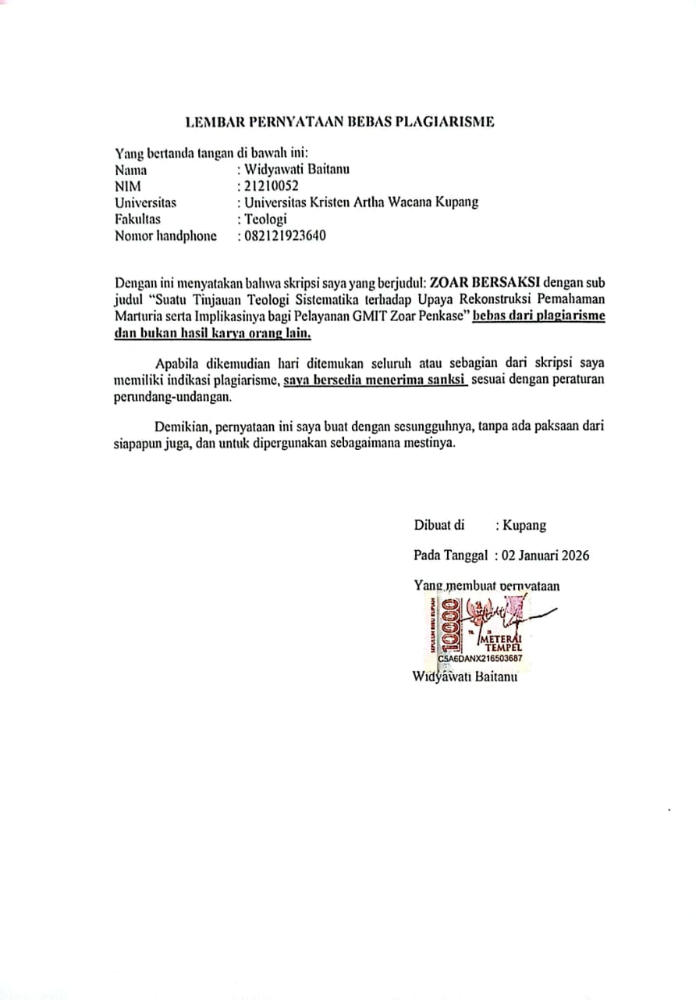 LEMBAR PERNYATAAN BEBAS PLAGIARISME
Yang bertanda tangan di bawah ini:
Nama : Widyawati Baitanu
NIM : 21210052
Universitas : Universitas Kristen Artha Wacana Kupang
Fakultas : Teologi
Nomor handphone : 082121923640
Dengan ini menyatakan bahwa skripsi saya yang berjudul: ZOAR BERSAKSI dengan sub
judul “Suatu Tinjauan Teologi Sistematika terhadap Upaya Rekonstruksi Pemahaman
Marturia serta Implikasinya bagi Pelayanan GMIT Zoar Penkase” bebas dari plagiarisme
dan bukan hasil karya orang lain.
Apabila dikemudian hari ditemukan seluruh atau sebagian dari skripsi saya
memiliki indikasi plagiarisme, saya bersedia menerima sanksi sesuai dengan peraturan
perundang-undangan.
Demikian, pernyataan ini saya buat dengan sesungguhnya, tanpa ada paksaan dari
siapapun juga, dan untuk dipergunakan sebagaimana mestinya.
Dibuat di : Kupang
Pada Tanggal : 02 Januari 2026
Yang membuat pernyataan
SEPULUH RIBU RUPIAH
10000
METERAI
TEMPEL
C5A6DANX216503687
Widyawati Baitanu